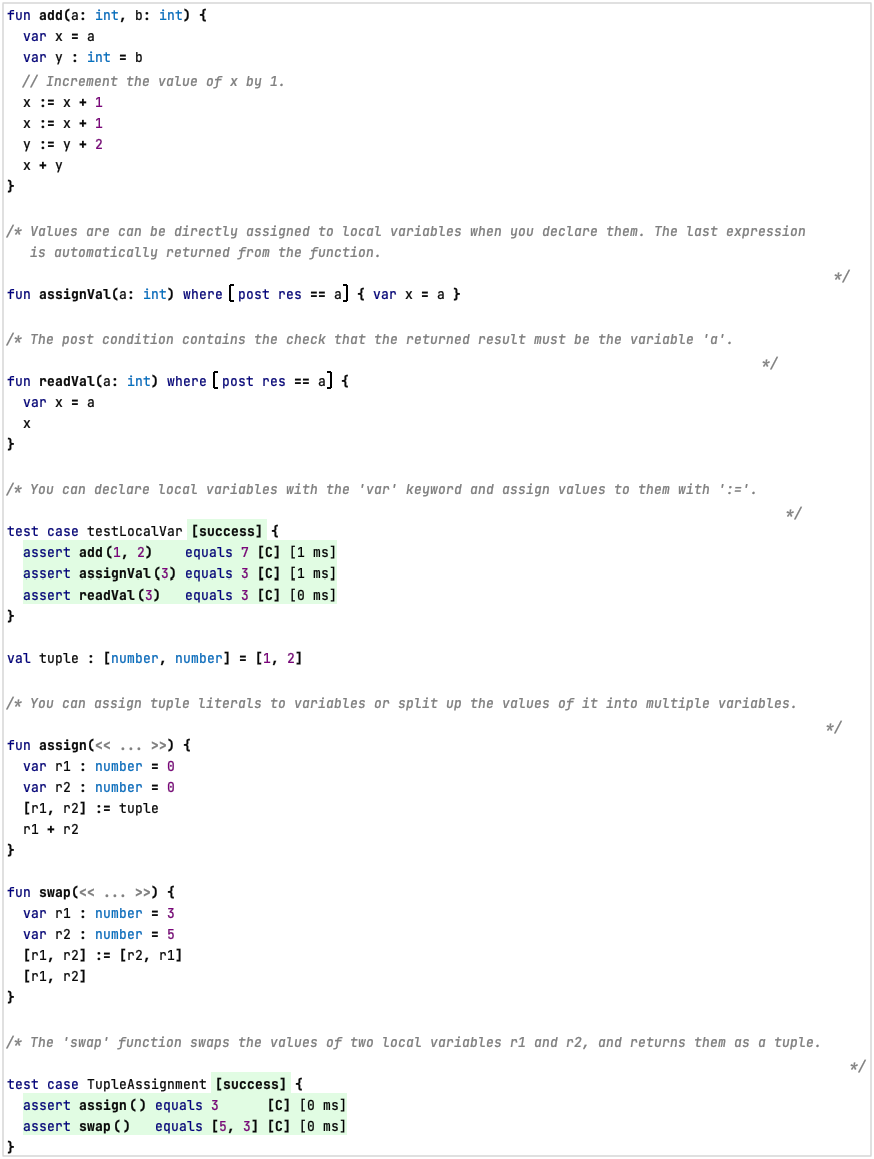 fun add(a: int, b: int) {
  var x = a
  var y : int = b
  // Increment the value of x by 1.
  x := x + 1
  x := x + 1
  y := y + 2
  x + y
}
/* Values are can be directly assigned to local variables when you declare them. The last expression
   is automatically returned from the function.
*/
fun assignVal(a: int) where [post res == a] { var x = a }
/* The post condition contains the check that the returned result must be the variable 'a'.
*/
fun readVal(a: int) where [post res == a] {
  var x = a
  x
}
/* You can declare local variables with the 'var' keyword and assign values to them with ':='.
*/
test case testLocalVar [success] {
  assert add(1, 2)    equals 7 [C] [1 ms]
  assert assignVal(3) equals 3 [C] [1 ms]
  assert readVal(3)   equals 3 [C] [0 ms]
}
val tuple : [number, number] = [1, 2]
/* You can assign tuple literals to variables or split up the values of it into multiple variables.
*/
fun assign(<< ... >>) {
  var r1 : number = 0
  var r2 : number = 0
  [r1, r2] := tuple
  r1 + r2
}
fun swap(<< ... >>) {
  var r1 : number = 3
  var r2 : number = 5
  [r1, r2] := [r2, r1]
  [r1, r2]
}
/* The 'swap' function swaps the values of two local variables r1 and r2, and returns them as a tuple.
*/
test case TupleAssignment [success] {
  assert assign() equals 3      [C] [0 ms]
  assert swap()   equals [5, 3] [C] [0 ms]
}